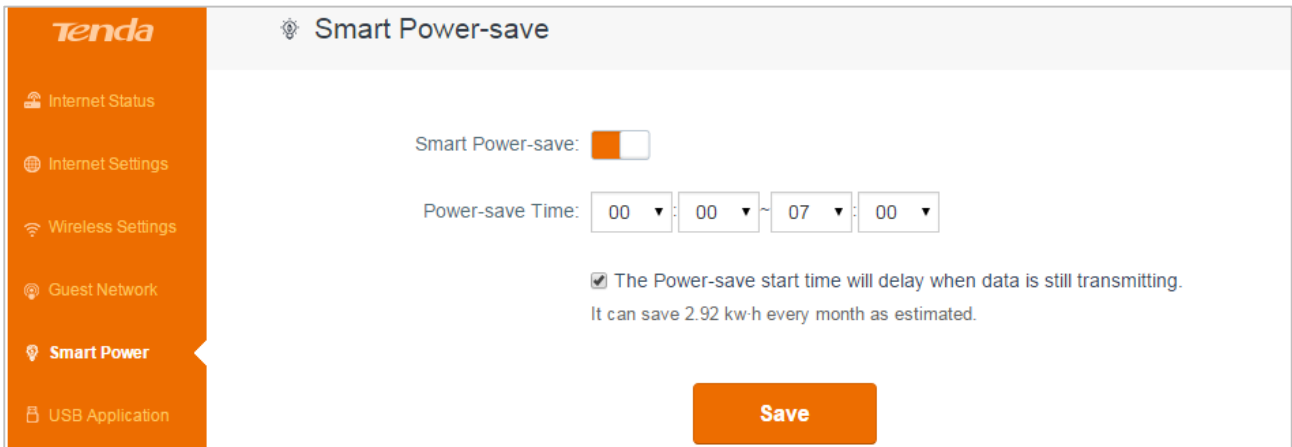 Tenda
Smart Power-save
Internet Status
Internet Settings
Wireless Settings
Guest Network
Smart Power
USB Application
Smart Power-save:
Power-save Time: 00 : 00 ~ 07 : 00
The Power-save start time will delay when data is still transmitting.
It can save 2.92 kw·h every month as estimated.
Save